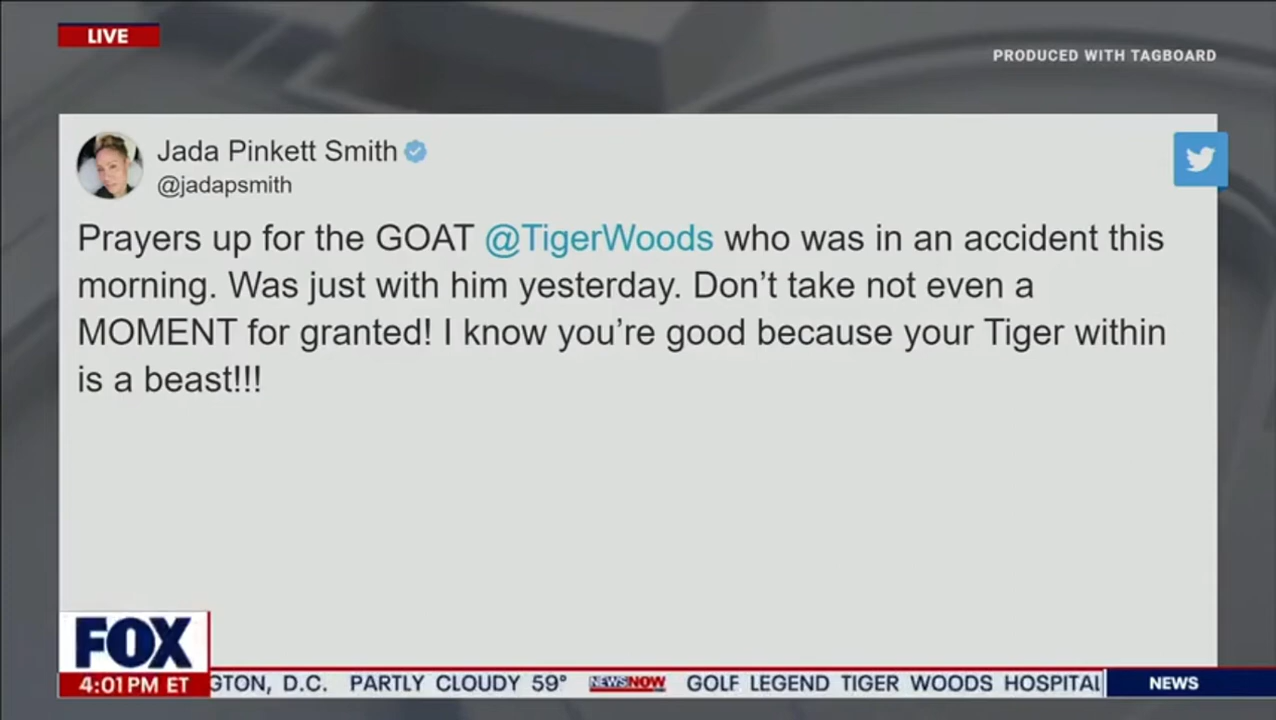 LIVE
PRODUCED WITH TAGBOARD
Jada Pinkett Smith
@jadapsmith
Prayers up for the GOAT @TigerWoods who was in an accident this
morning. Was just with him yesterday. Don’t take not even a
MOMENT for granted! I know you’re good because your Tiger within
is a beast!!!
FOX
4:01 PM ET GTON, D.C. PARTLY CLOUDY 59° NEWSNOW GOLF LEGEND TIGER WOODS HOSPITAL NEWS